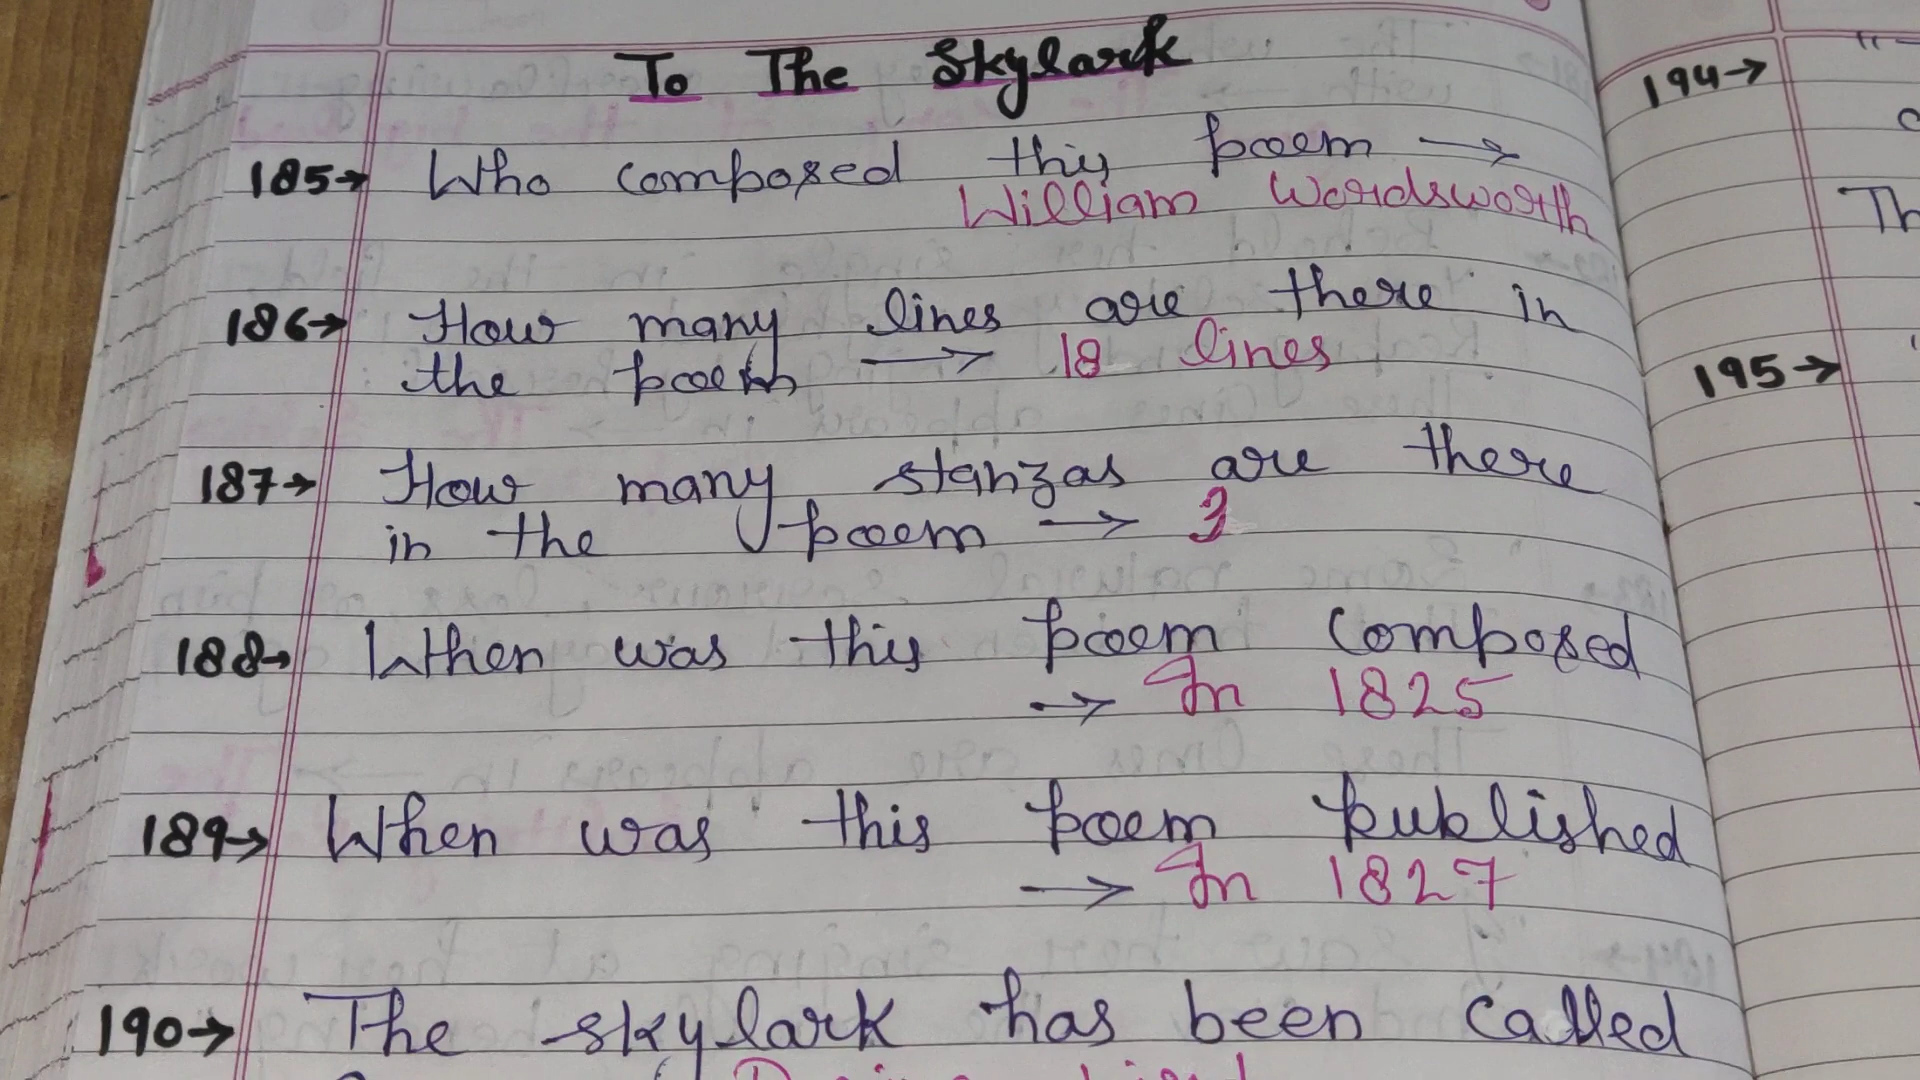 To The Skylark
185→ Who composed this poem →
William Wordsworth
186→ How many lines are there in
the poem → 18 lines
187→ How many stanzas are there
in the poem → 3
188→ When was this poem composed
→ In 1825
189→ When was this poem published
→ In 1827
190→ The skylark has been called
194→
Th
195→